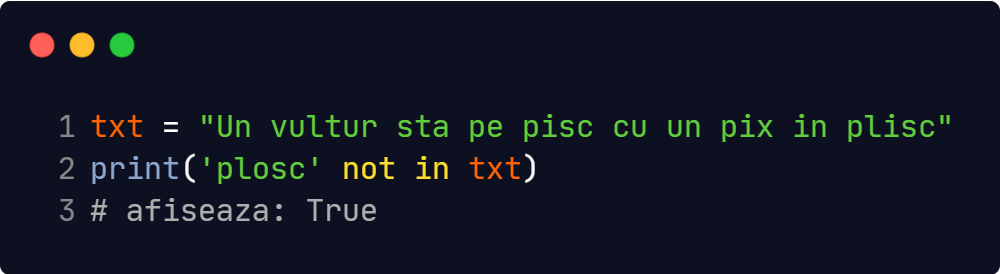 1 txt = "Un vultur sta pe pisc cu un pix in plisc"
2 print('plosc' not in txt)
3 # afiseaza: True